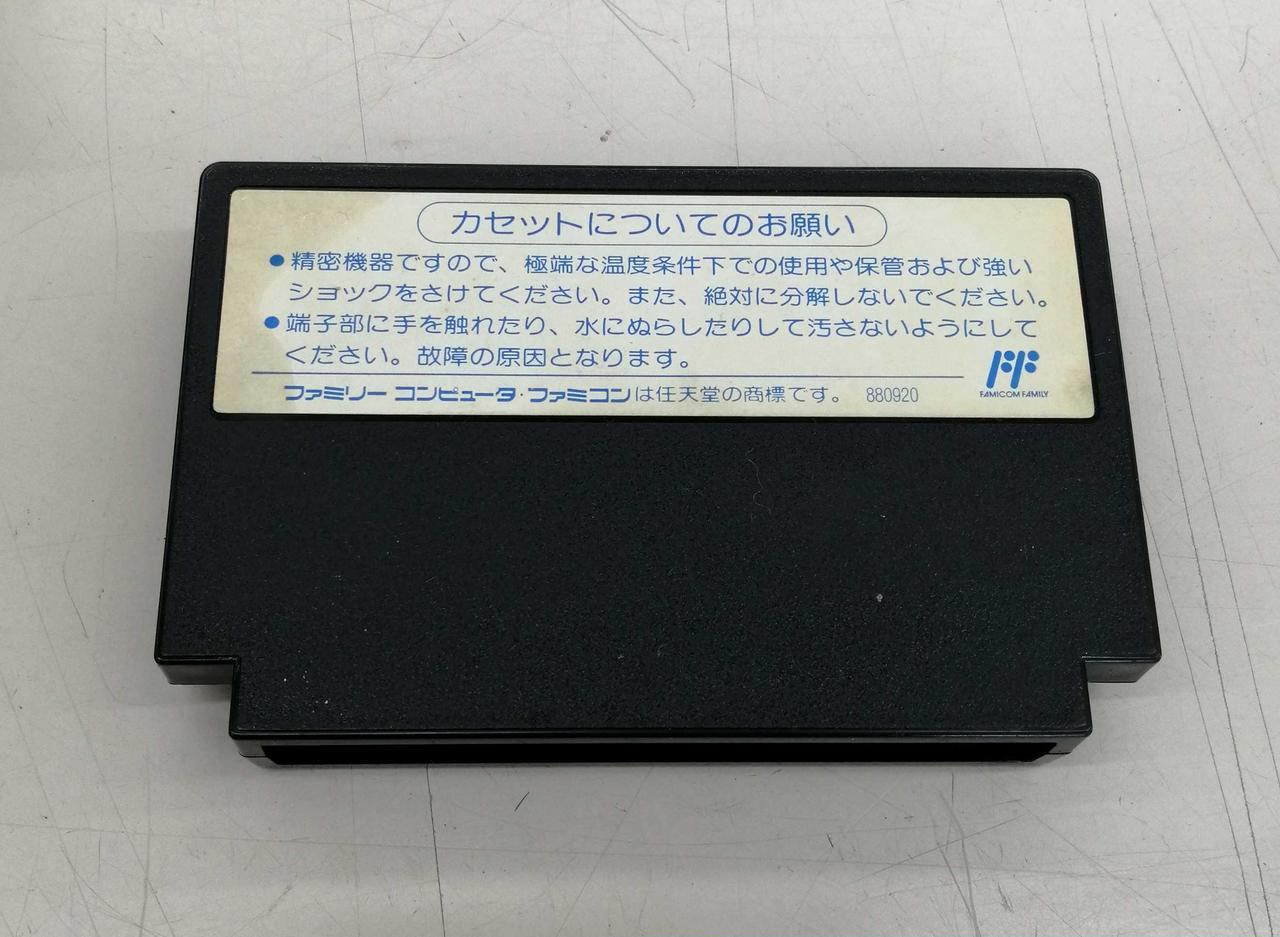 カセットについてのお願い
●精密機器ですので、極端な温度条件下での使用や保管および強い
ショックをさけてください。また、絶対に分解しないでください。
●端子部に手を触れたり、水にぬらしたりして汚さないようにして
ください。故障の原因となります。
ファミリーコンピュータ・ファミコンは任天堂の商標です。 880920
FAMICOM FAMILY